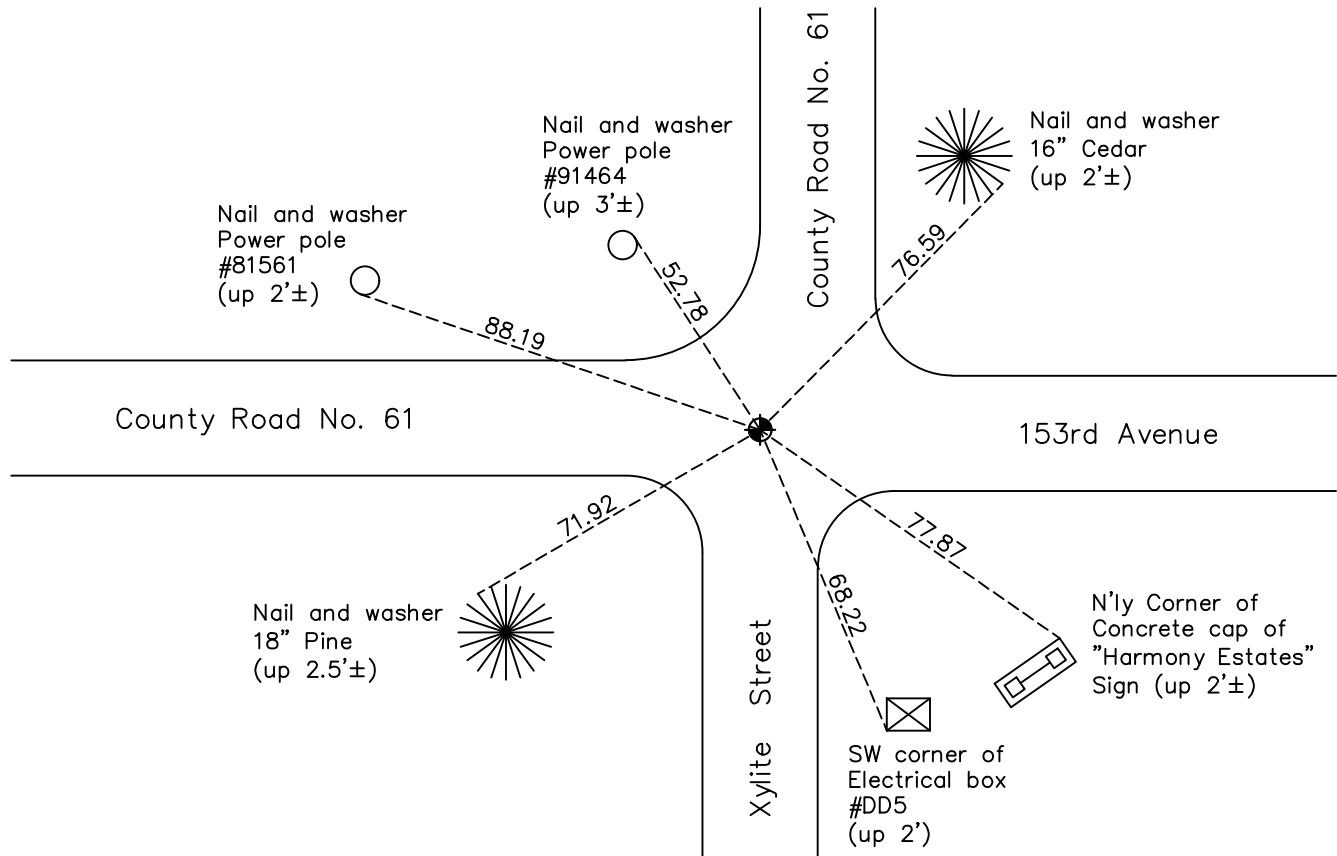 County Road No. 61
Nail and washer
Power pole
#91464
(up 3'±)
Nail and washer
16" Cedar
(up 2'±)
Nail and washer
Power pole
#81561
(up 2'±)
76.59
52.78
88.19
County Road No. 61
153rd Avenue
71.92
77.87
68.22
Nail and washer
18" Pine
(up 2.5'±)
N'ly Corner of
Concrete cap of
"Harmony Estates"
Sign (up 2'±)
Xylite Street
SW corner of
Electrical box
#DD5
(up 2')